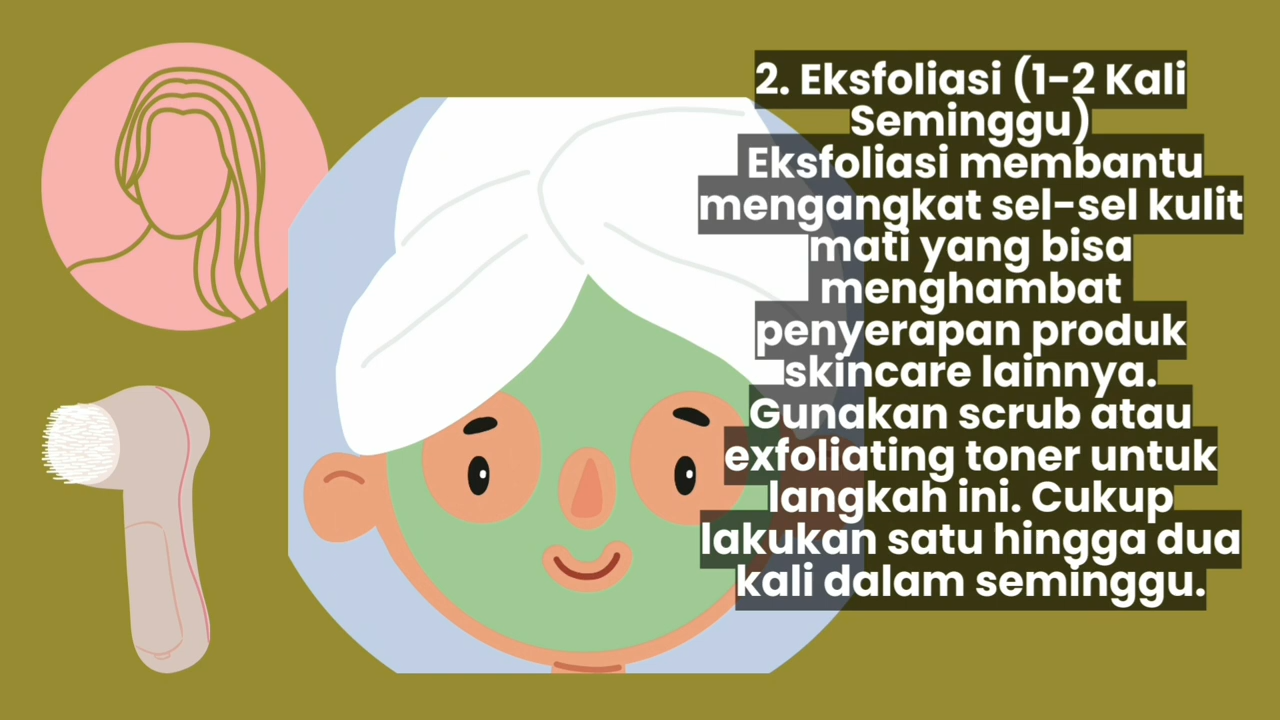 2. Eksfoliasi (1-2 Kali
Seminggu)
Eksfoliasi membantu
mengangkat sel-sel kulit
mati yang bisa
menghambat
penyerapan produk
skincare lainnya.
Gunakan scrub atau
exfoliating toner untuk
langkah ini. Cukup
lakukan satu hingga dua
kali dalam seminggu.